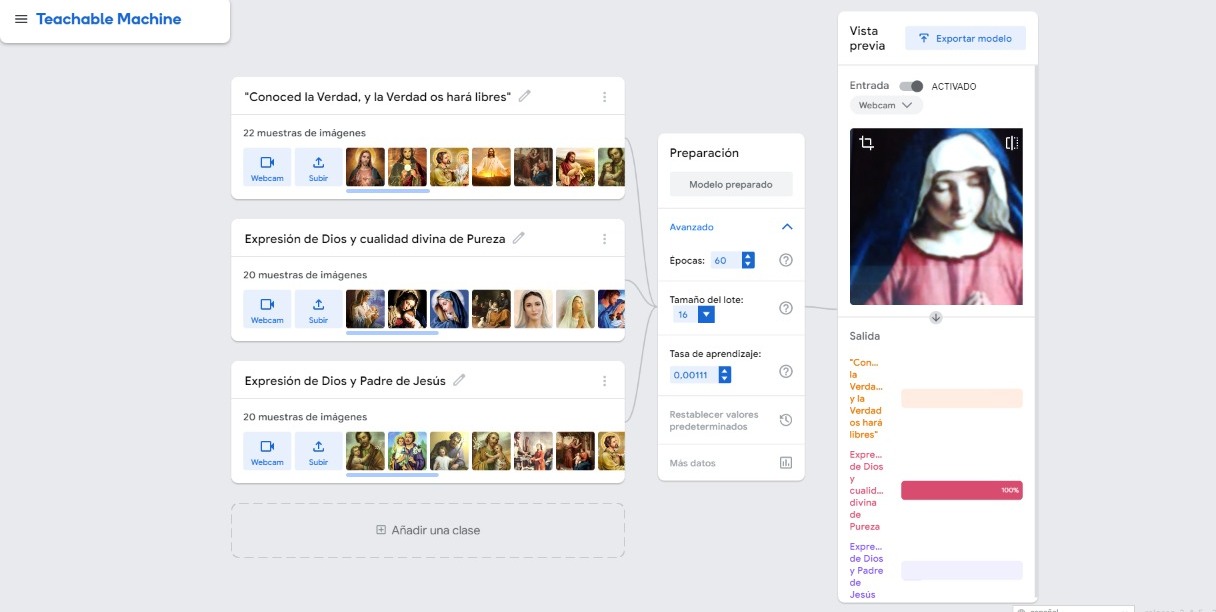 Teachable Machine
"Conoced la Verdad, y la Verdad os hará libres"
22 muestras de imágenes
Webcam
Subir
Expresión de Dios y cualidad divina de Pureza
20 muestras de imágenes
Webcam
Subir
Expresión de Dios y Padre de Jesús
20 muestras de imágenes
Webcam
Subir
Añadir una clase
Preparación
Modelo preparado
Avanzado
Épocas: 60
Tamaño del lote:
16
Tasa de aprendizaje:
0,00111
Restablecer valores
predeterminados
Más datos
Vista
previa
Exportar modelo
Entrada
ACTIVADO
Webcam
Salida
"Con...
la
Verda...
y la
Verdad
os hará
libres"
Expre...
de Dios
y
cualid...
divina
de
Pureza
100%
Expre...
de Dios
y Padre
de
Jesús
español